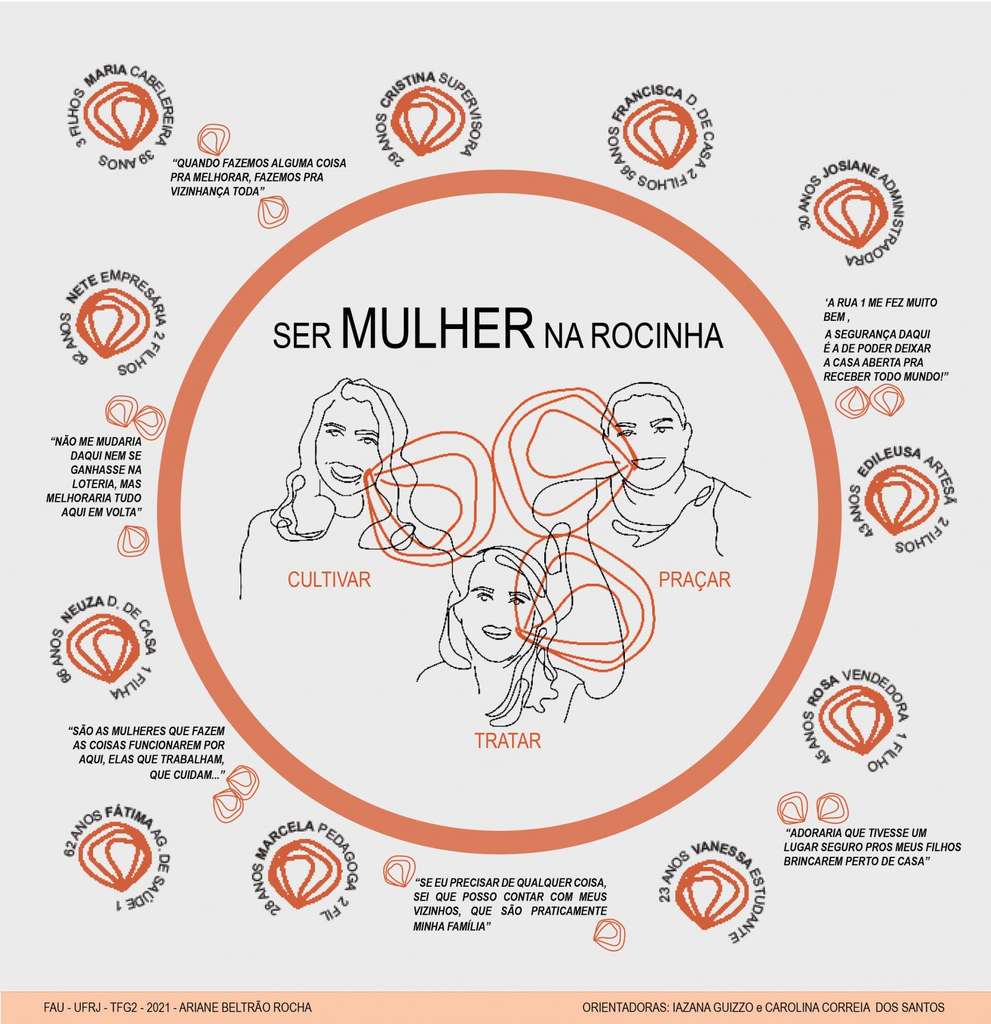 3 FILHOS MARIA CABELEREIRA 39 ANOS
29 ANOS CRISTINA SUPERVISORA
FRANCISCA D. DE CASA 2 FILHOS 56 ANOS
30 ANOS JOSIANE ADMINISTRAODRA
“QUANDO FAZEMOS ALGUMA COISA
PRA MELHORAR, FAZEMOS PRA
VIZINHANÇA TODA”
62 ANOS NETE EMPRESÁRIA 2 FILHOS
SER MULHER NA ROCINHA
‘A RUA 1 ME FEZ MUITO
BEM ,
A SEGURANÇA DAQUI
É A DE PODER DEIXAR
A CASA ABERTA PRA
RECEBER TODO MUNDO!”
“NÃO ME MUDARIA
DAQUI NEM SE
GANHASSE NA
LOTERIA, MAS
MELHORARIA TUDO
AQUI EM VOLTA”
43 ANOS EDILEUSA ARTESÃ 2 FILHOS
CULTIVAR
PRAÇAR
TRATAR
66 ANOS NEUZA D. DE CASA 1 FILHA
45 ANOS ROSA VENDEDORA 1 FILHO
“SÃO AS MULHERES QUE FAZEM
AS COISAS FUNCIONAREM POR
AQUI, ELAS QUE TRABALHAM,
QUE CUIDAM...”
62 ANOS FÁTIMA AG. DE SAÚDE 1
28 ANOS MARCELA PEDAGOGA 2 FIL
“SE EU PRECISAR DE QUALQUER COISA,
SEI QUE POSSO CONTAR COM MEUS
VIZINHOS, QUE SÃO PRATICAMENTE
MINHA FAMÍLIA”
23 ANOS VANESSA ESTUDANTE
“ADORARIA QUE TIVESSE UM
LUGAR SEGURO PROS MEUS FILHOS
BRINCAREM PERTO DE CASA”
FAU - UFRJ - TFG2 - 2021 - ARIANE BELTRÃO ROCHA
ORIENTADORAS: IAZANA GUIZZO e CAROLINA CORREIA DOS SANTOS